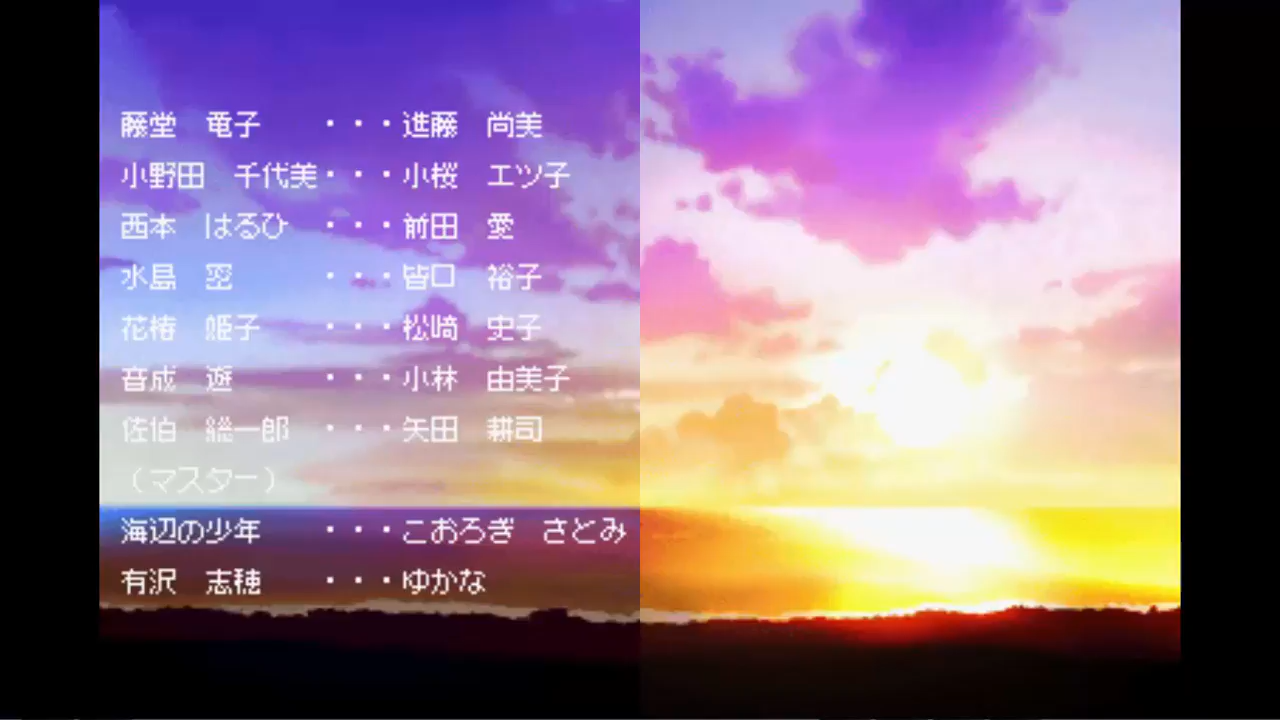 藤堂　竜子　　・・・進藤　尚美
小野田　千代美・・・小桜　エツ子
西本　はるひ　・・・前田　愛
水島　密　　　・・・皆口　裕子
花椿　姫子　　・・・松﨑　史子
音成　遊　　　・・・小林　由美子
佐伯　総一郎　・・・矢田　耕司
（マスター）
海辺の少年　　・・・こおろぎ　さとみ
有沢　志穂　　・・・ゆかな